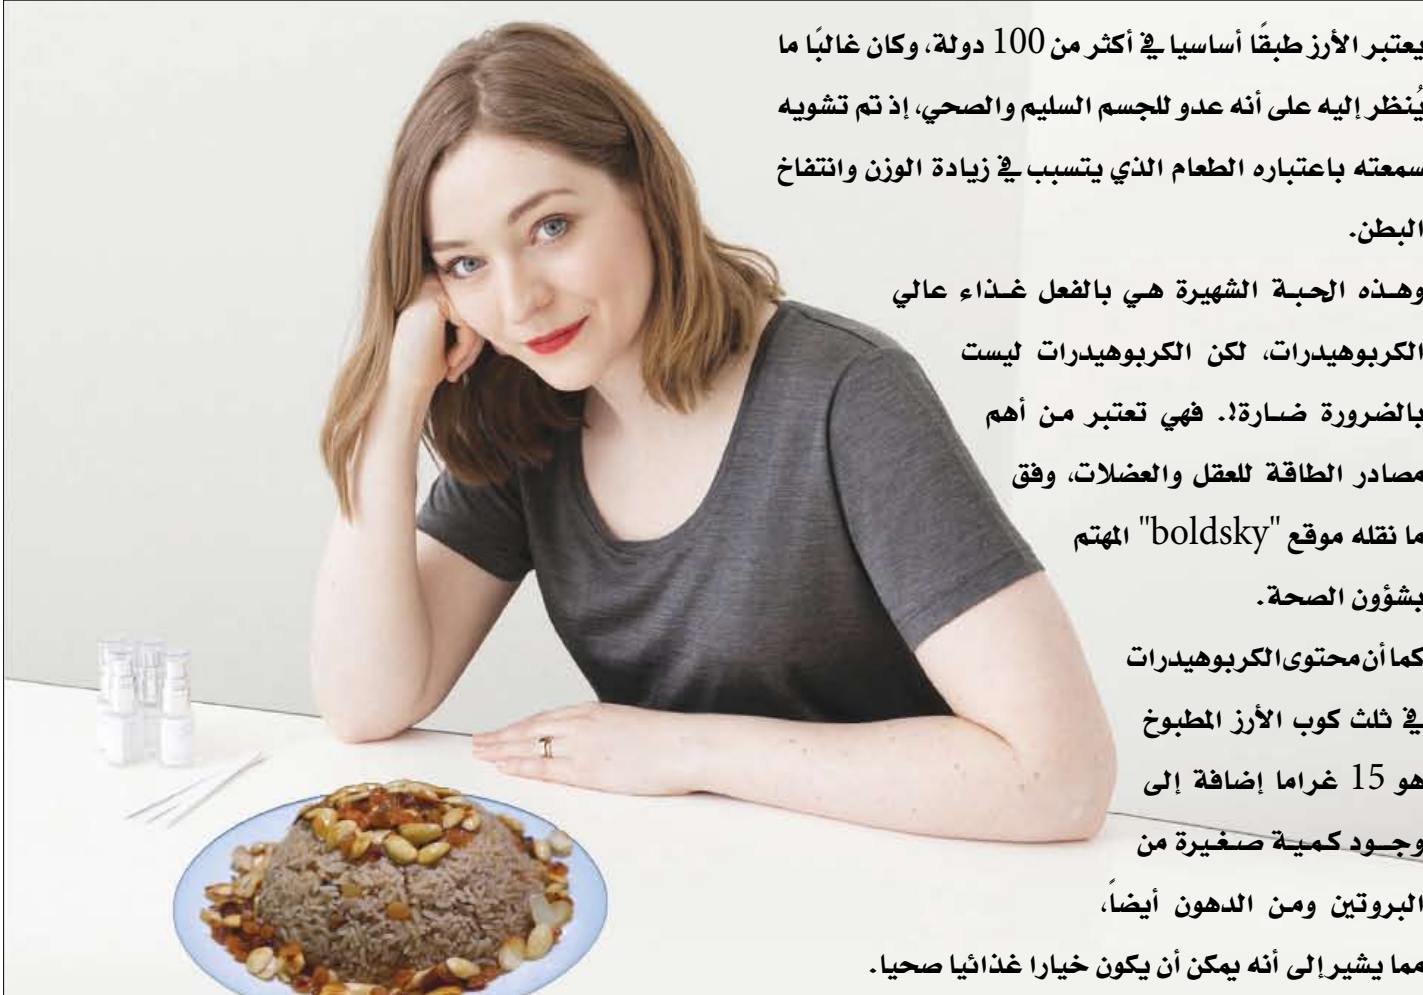 يعتبر الأرز طبقًا أساسيا في أكثر من 100 دولة، وكان غالبًا ما
يُنظر إليه على أنه عدو للجسم السليم والصحي، إذ تم تشويه
سمعته باعتباره الطعام الذي يتسبب في زيادة الوزن وانتفاخ
البطن.
وهذه الحبة الشهيرة هي بالفعل غذاء عالي
الكربوهيدرات، لكن الكربوهيدرات ليست
بالضرورة ضارة!. فهي تعتبر من أهم
مصادر الطاقة للعقل والعضلات، وفق
ما نقله موقع "boldsky" المهتم
بشؤون الصحة.
كما أن محتوى الكربوهيدرات
في ثلث كوب الأرز المطبوخ
هو 15 غراما إضافة إلى
وجود كمية صغيرة من
البروتين ومن الدهون أيضاً،
مما يشير إلى أنه يمكن أن يكون خيارا غذائيا صحيا.